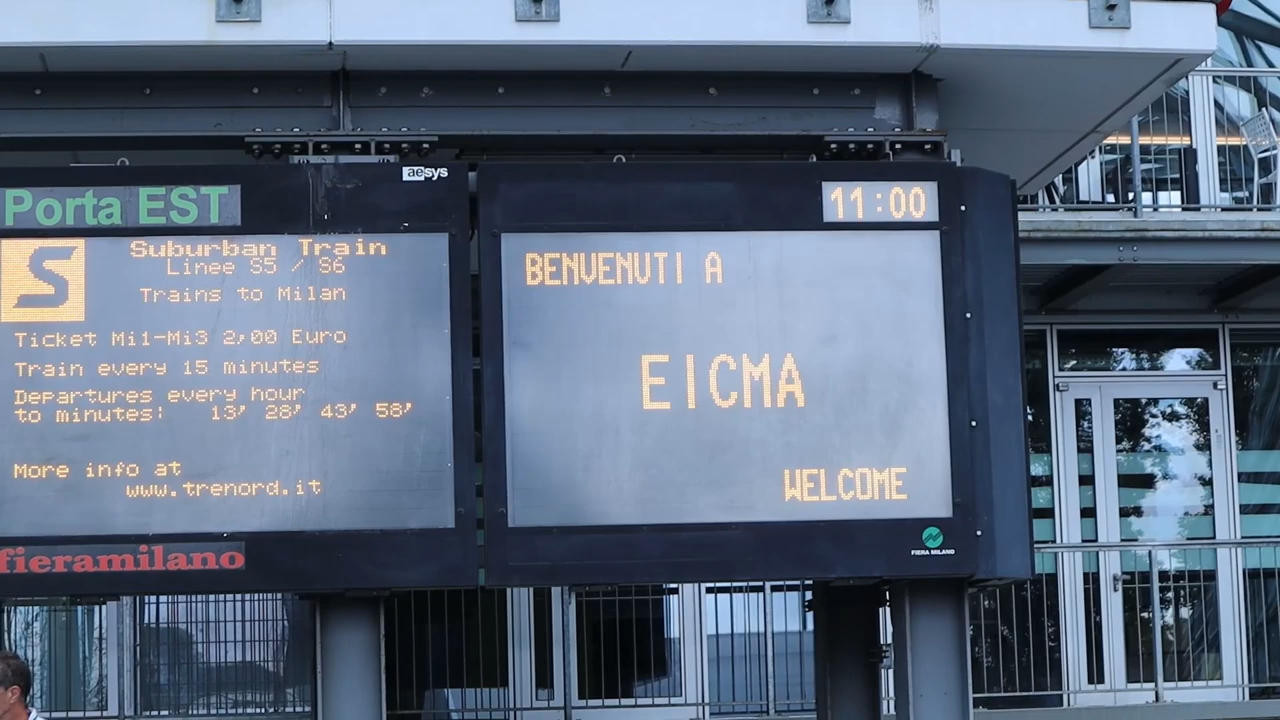 aesys
Porta EST
S
Suburban Train
Linee S5 / S6
Trains to Milan
Ticket Mi1-Mi3 2,00 Euro
Train every 15 minutes
Departures every hour
to minutes: 13' 28' 43' 58'
More info at
www.trenord.it
fieramilano
11:00
BENVENUTI A
EICMA
WELCOME
FIERA MILANO